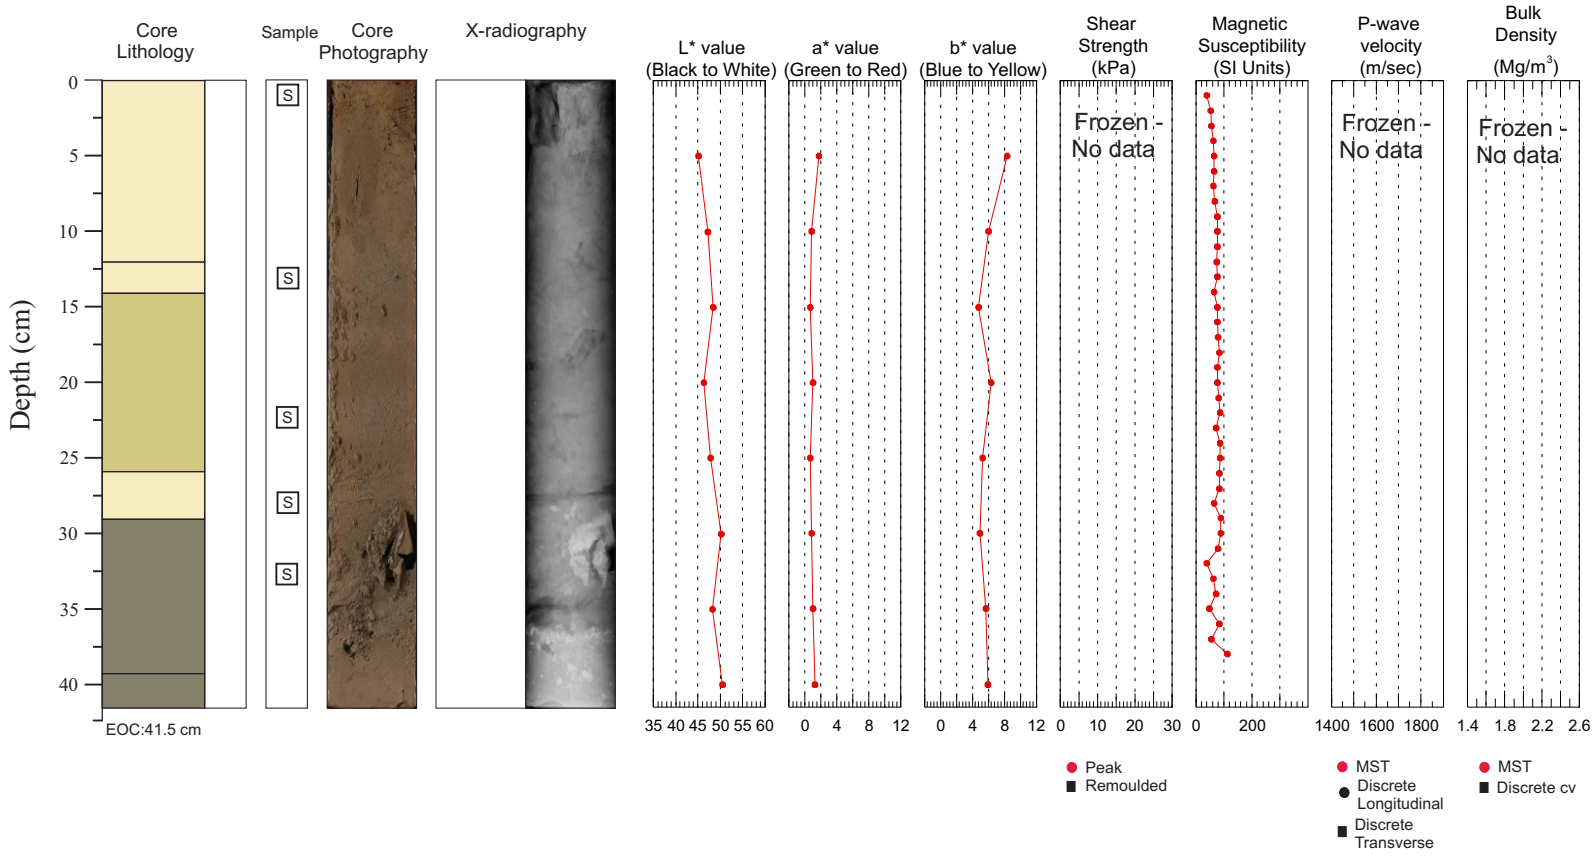 Core
Lithology
Sample
Core
Photography
X-radiography
L* value
(Black to White)
a* value
(Green to Red)
b* value
(Blue to Yellow)
Shear
Strength
(kPa)
Magnetic
Susceptibility
(SI Units)
P-wave
velocity
(m/sec)
Bulk
Density
(Mg/m³)
Depth (cm)
0
5
10
15
20
25
30
35
40
EOC:41.5 cm
S
S
S
S
S
Frozen -
No data
Frozen -
No data
Frozen -
No data
35 40 45 50 55 60
0 4 8 12
0 4 8 12
0 10 20 30
0 200
1400 1600 1800
1.4 1.8 2.2 2.6
Peak
Remoulded
MST
Discrete
Longitudinal
Discrete
Transverse
MST
Discrete cv